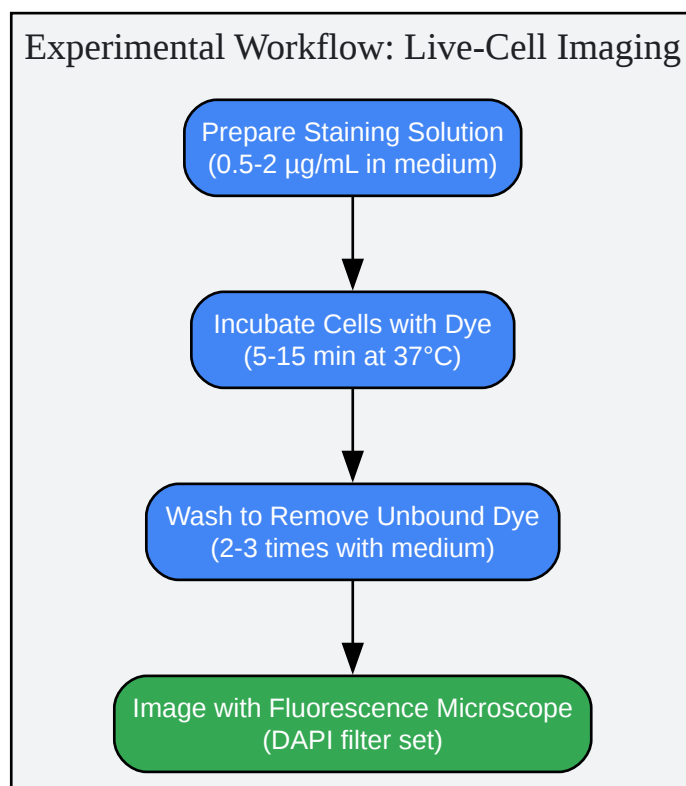 Experimental Workflow: Live-Cell Imaging
Prepare Staining Solution
(0.5-2 µg/mL in medium)
Incubate Cells with Dye
(5-15 min at 37°C)
Wash to Remove Unbound Dye
(2-3 times with medium)
Image with Fluorescence Microscope
(DAPI filter set)